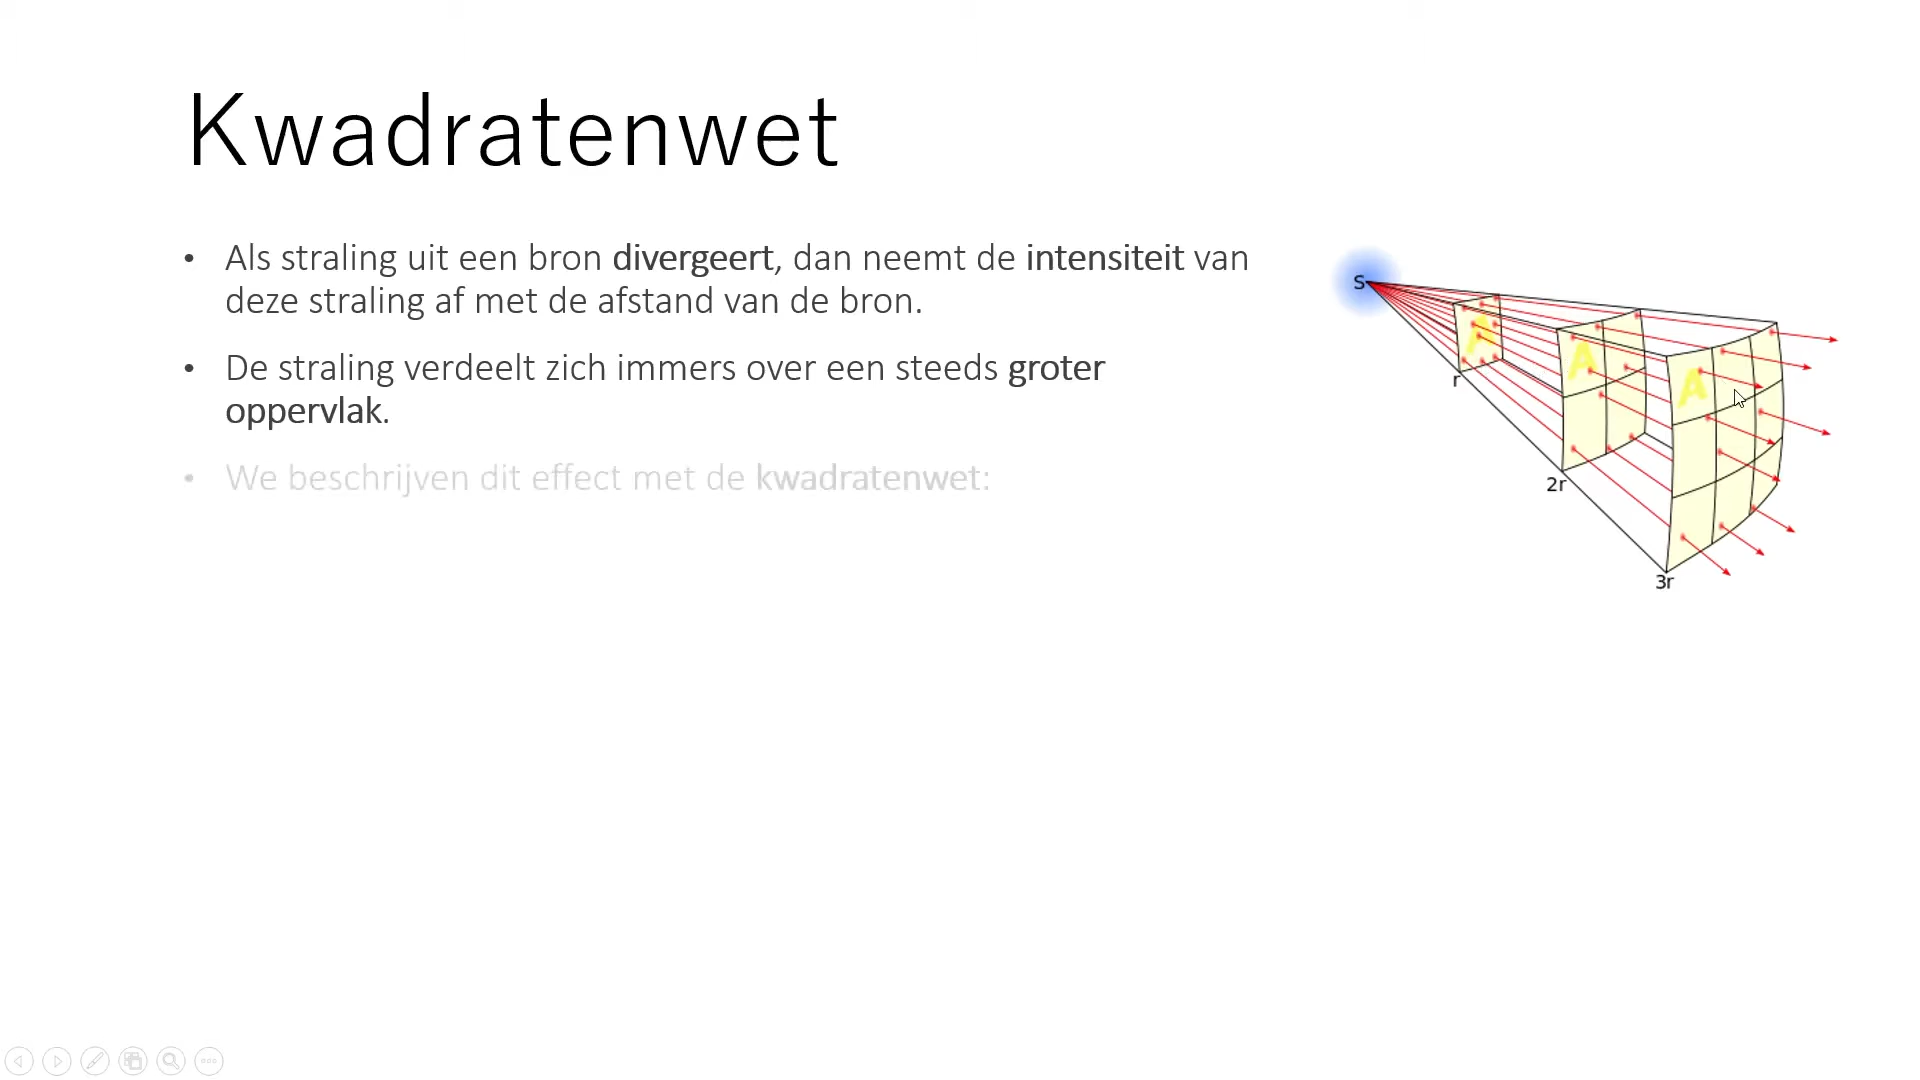 Kwadratenwet
• Als straling uit een bron divergeert, dan neemt de intensiteit van
deze straling af met de afstand van de bron.
• De straling verdeelt zich immers over een steeds groter
oppervlak.
• We beschrijven dit effect met de kwadratenwet:
S
A
A
A
r
2r
3r